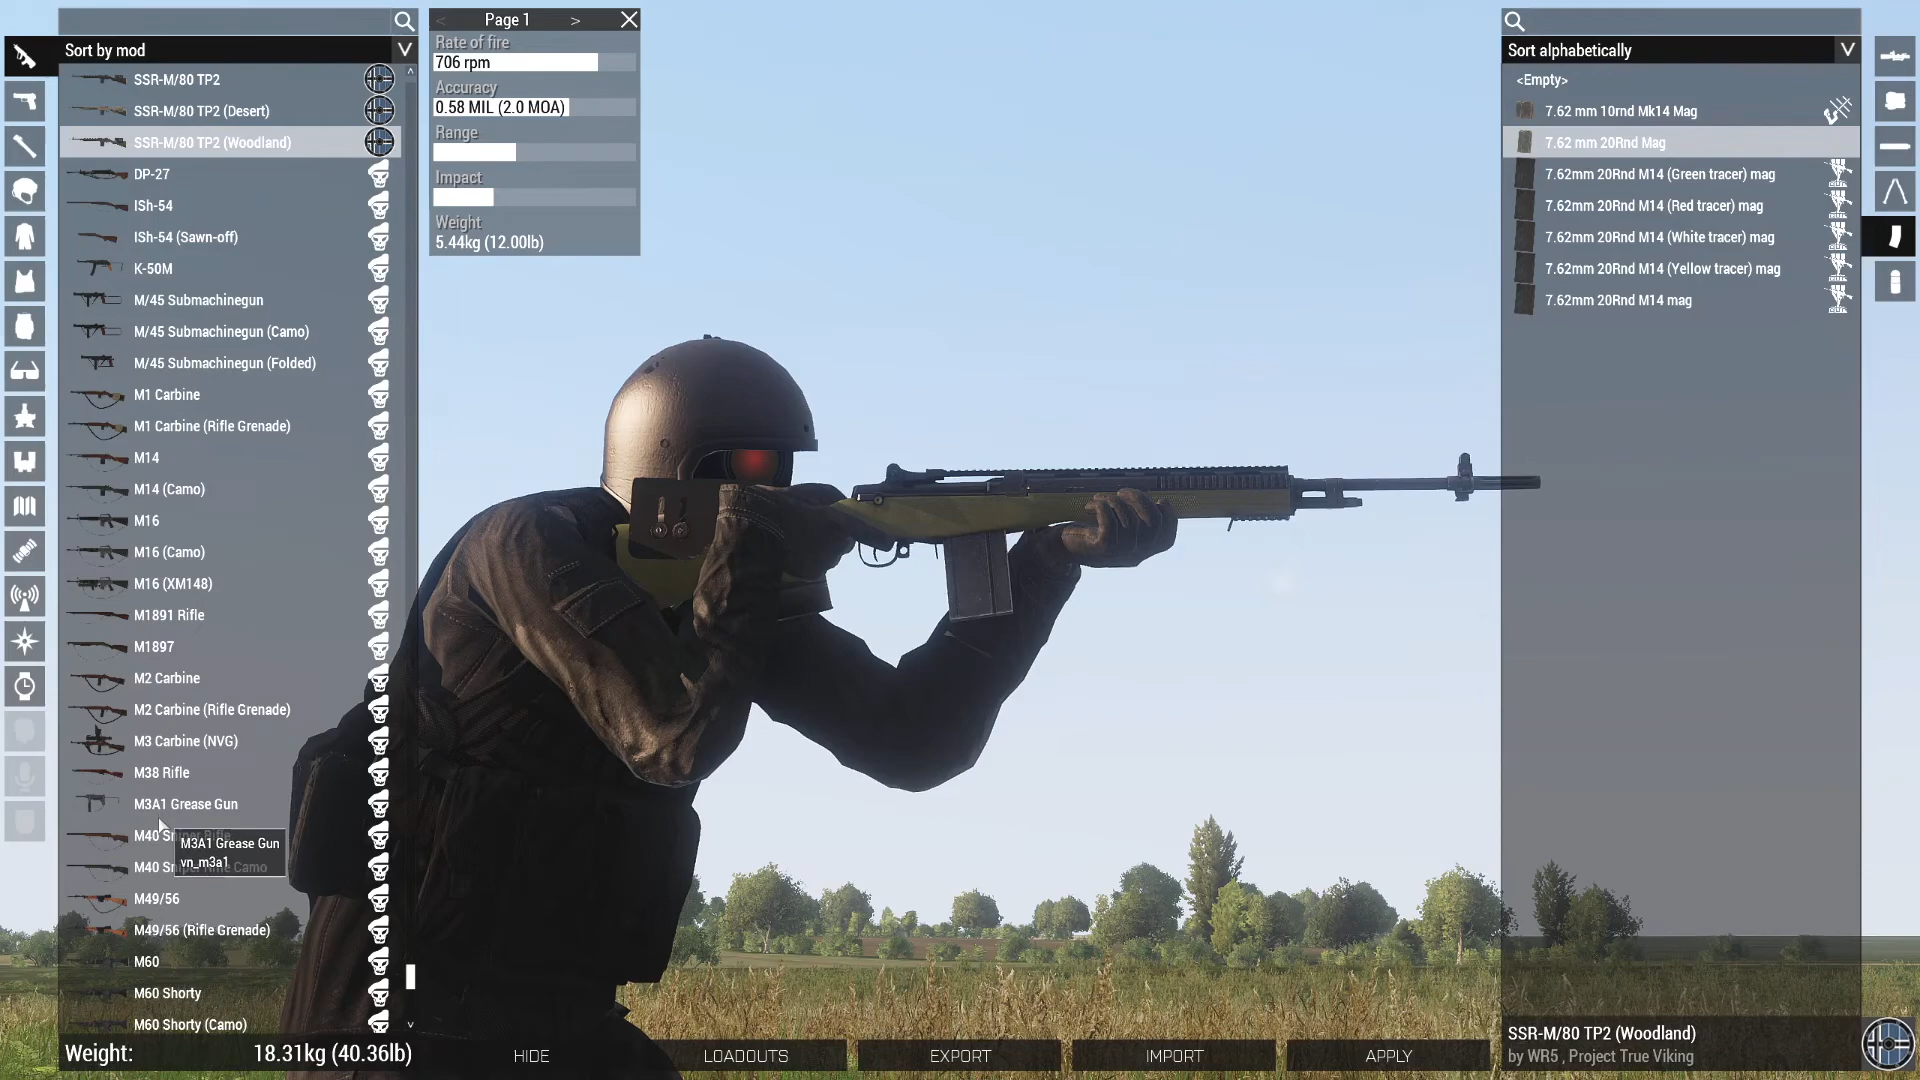 Sort by mod
V
SSR-M/80 TP2
SSR-M/80 TP2 (Desert)
SSR-M/80 TP2 (Woodland)
DP-27
ISh-54
ISh-54 (Sawn-off)
K-50M
M/45 Submachinegun
M/45 Submachinegun (Camo)
M/45 Submachinegun (Folded)
M1 Carbine
M1 Carbine (Rifle Grenade)
M14
M14 (Camo)
M16
M16 (Camo)
M16 (XM148)
M1891 Rifle
M1897
M2 Carbine
M2 Carbine (Rifle Grenade)
M3 Carbine (NVG)
M38 Rifle
M3A1 Grease Gun
M40 Sniper Rifle
M3A1 Grease Gun
vn_m3a1
M40 Sniper Rifle Camo
M49/56
M49/56 (Rifle Grenade)
M60
M60 Shorty
M60 Shorty (Camo)
Weight: 18.31kg (40.36lb)
< Page 1 >
Rate of fire
706 rpm
Accuracy
0.58 MIL (2.0 MOA)
Range
Impact
Weight
5.44kg (12.00lb)
HIDE
LOADOUTS
EXPORT
IMPORT
APPLY
Sort alphabetically
V
<Empty>
7.62 mm 10rnd Mk14 Mag
7.62 mm 20Rnd Mag
7.62mm 20Rnd M14 (Green tracer) mag
7.62mm 20Rnd M14 (Red tracer) mag
7.62mm 20Rnd M14 (White tracer) mag
7.62mm 20Rnd M14 (Yellow tracer) mag
7.62mm 20Rnd M14 mag
SSR-M/80 TP2 (Woodland)
by WR5 , Project True Viking